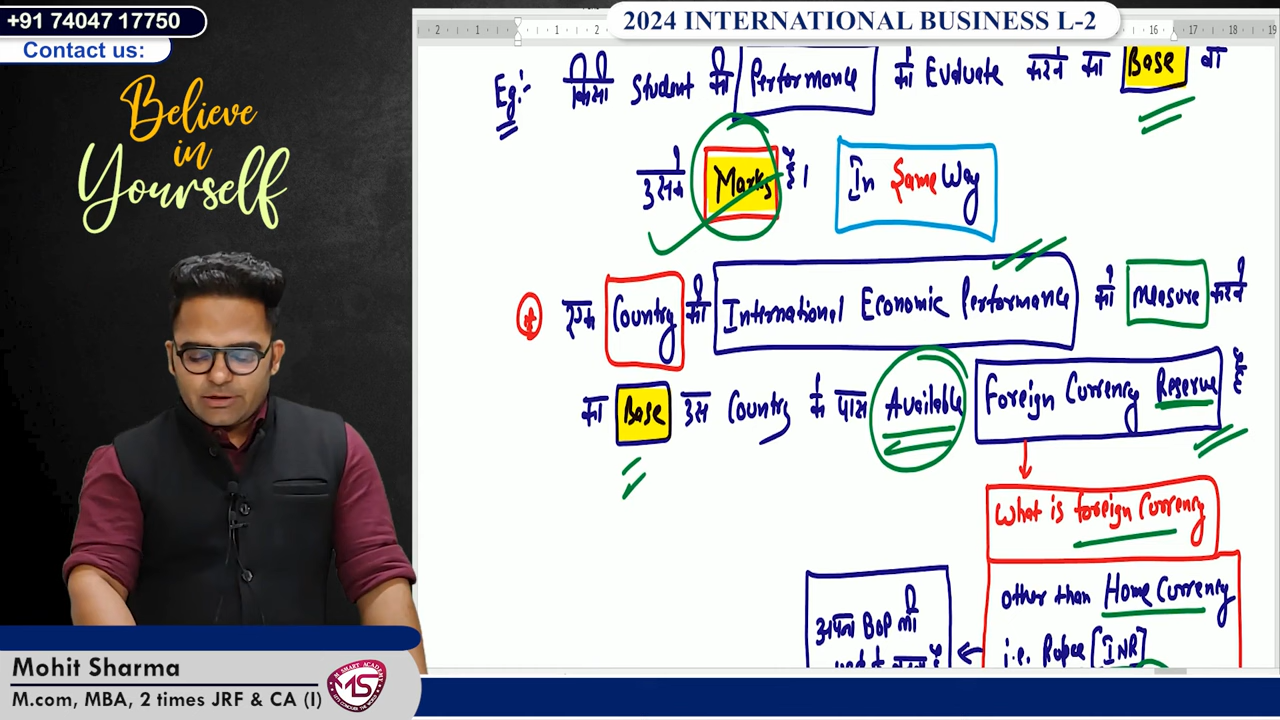 +91 74047 17750
Contact us:
2024 INTERNATIONAL BUSINESS L-2
Believe
in
Yourself
Eg:- किसी Student की Performance को Evaluate करने का Base को
उसके Marks है।
In Same Way
एक Country की International Economic Performance को Measure करने
का Base उस Country के पास Available Foreign Currency Reserve है
What is foreign Currency
other than Home Currency
i.e. Rupee [INR]
अपना BOP भी
Mohit Sharma
M.com, MBA, 2 times JRF & CA (I)
MS